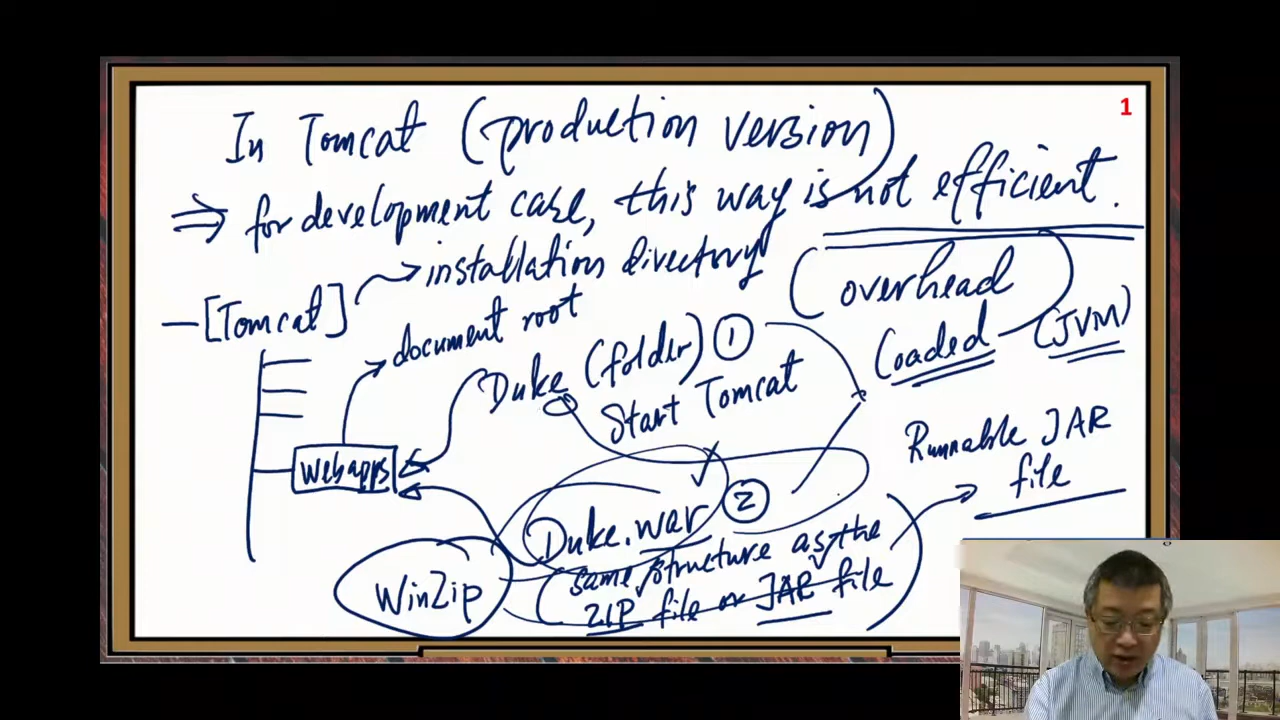 1
In Tomcat (production version)
⇒ for development case, this way is not efficient.
[Tomcat] → installation directory
(overhead)
→ document root
Loaded (JVM)
Duke (folder) ①
Start Tomcat
Runnable JAR
file
webapps
Duke.war ②
WinZip
(same structure as the
ZIP file or JAR file)